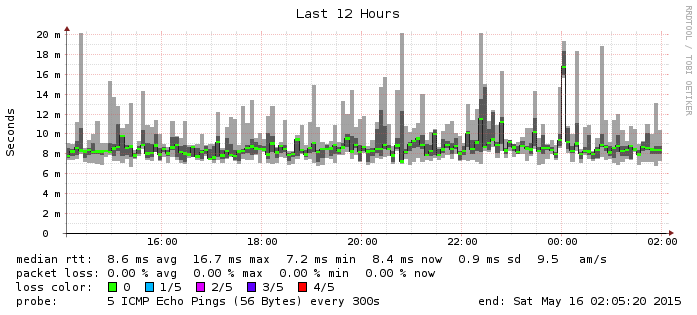 Last 12 Hours
RRDTOOL / TOBI OETIKER
Seconds
20 m
18 m
16 m
14 m
12 m
10 m
8 m
6 m
4 m
2 m
0
16:00 18:00 20:00 22:00 00:00 02:00
median rtt: 8.6 ms avg 16.7 ms max 7.2 ms min 8.4 ms now 0.9 ms sd 9.5 am/s
packet loss: 0.00 % avg 0.00 % max 0.00 % min 0.00 % now
loss color: 0 1/5 2/5 3/5 4/5
probe: 5 ICMP Echo Pings (56 Bytes) every 300s end: Sat May 16 02:05:20 2015